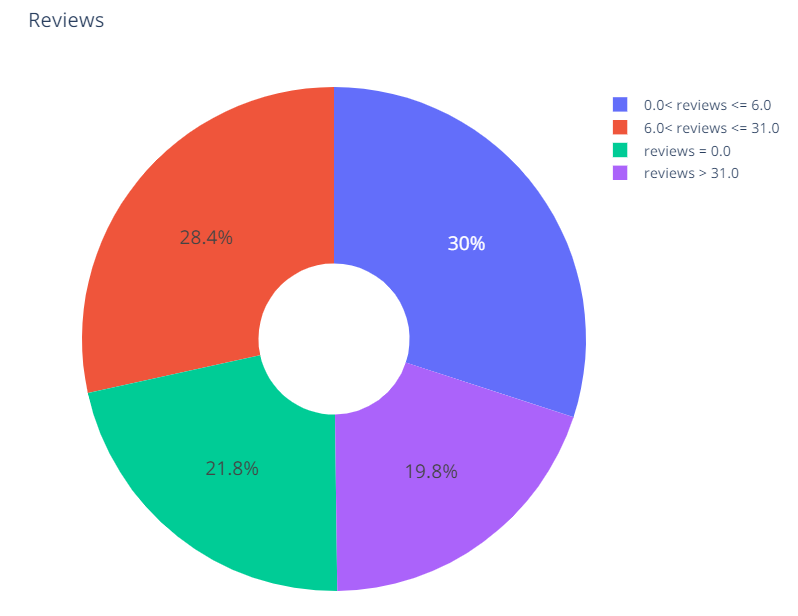 Reviews
0.0< reviews <= 6.0
6.0< reviews <= 31.0
reviews = 0.0
reviews > 31.0
28.4%
30%
21.8%
19.8%